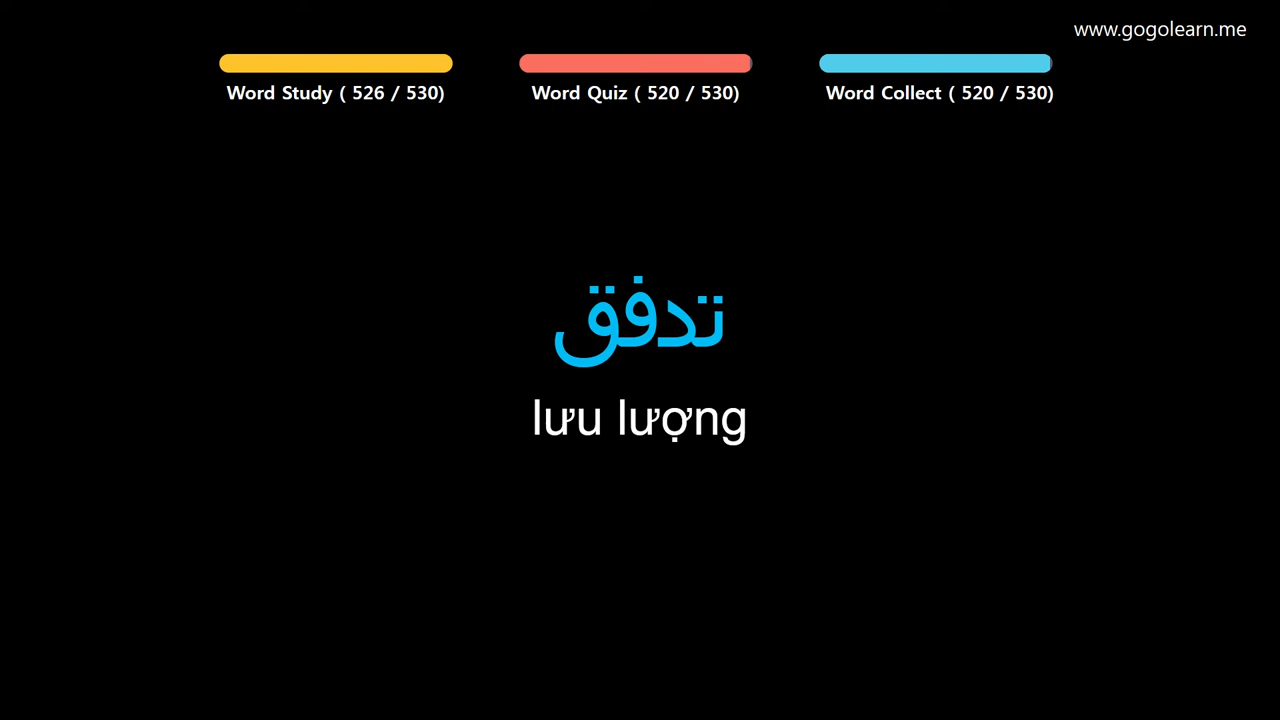 www.gogolearn.me
Word Study ( 526 / 530)
Word Quiz ( 520 / 530)
Word Collect ( 520 / 530)
تدفق
lưu lượng